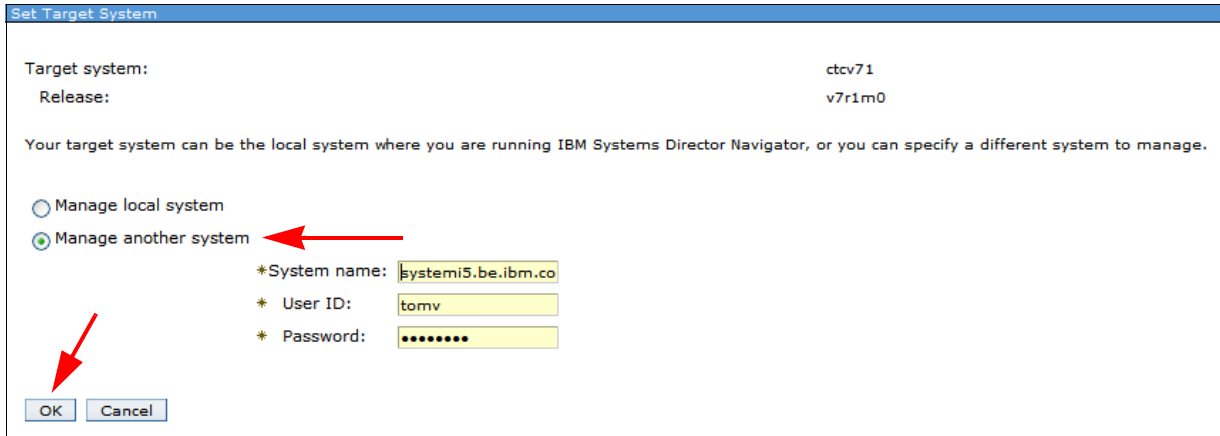 Set Target System
Target system: ctcv71
Release: v7r1m0
Your target system can be the local system where you are running IBM Systems Director Navigator, or you can specify a different system to manage.
Manage local system
Manage another system
*System name: systemi5.be.ibm.co
* User ID: tomv
* Password: ••••••••
OK Cancel